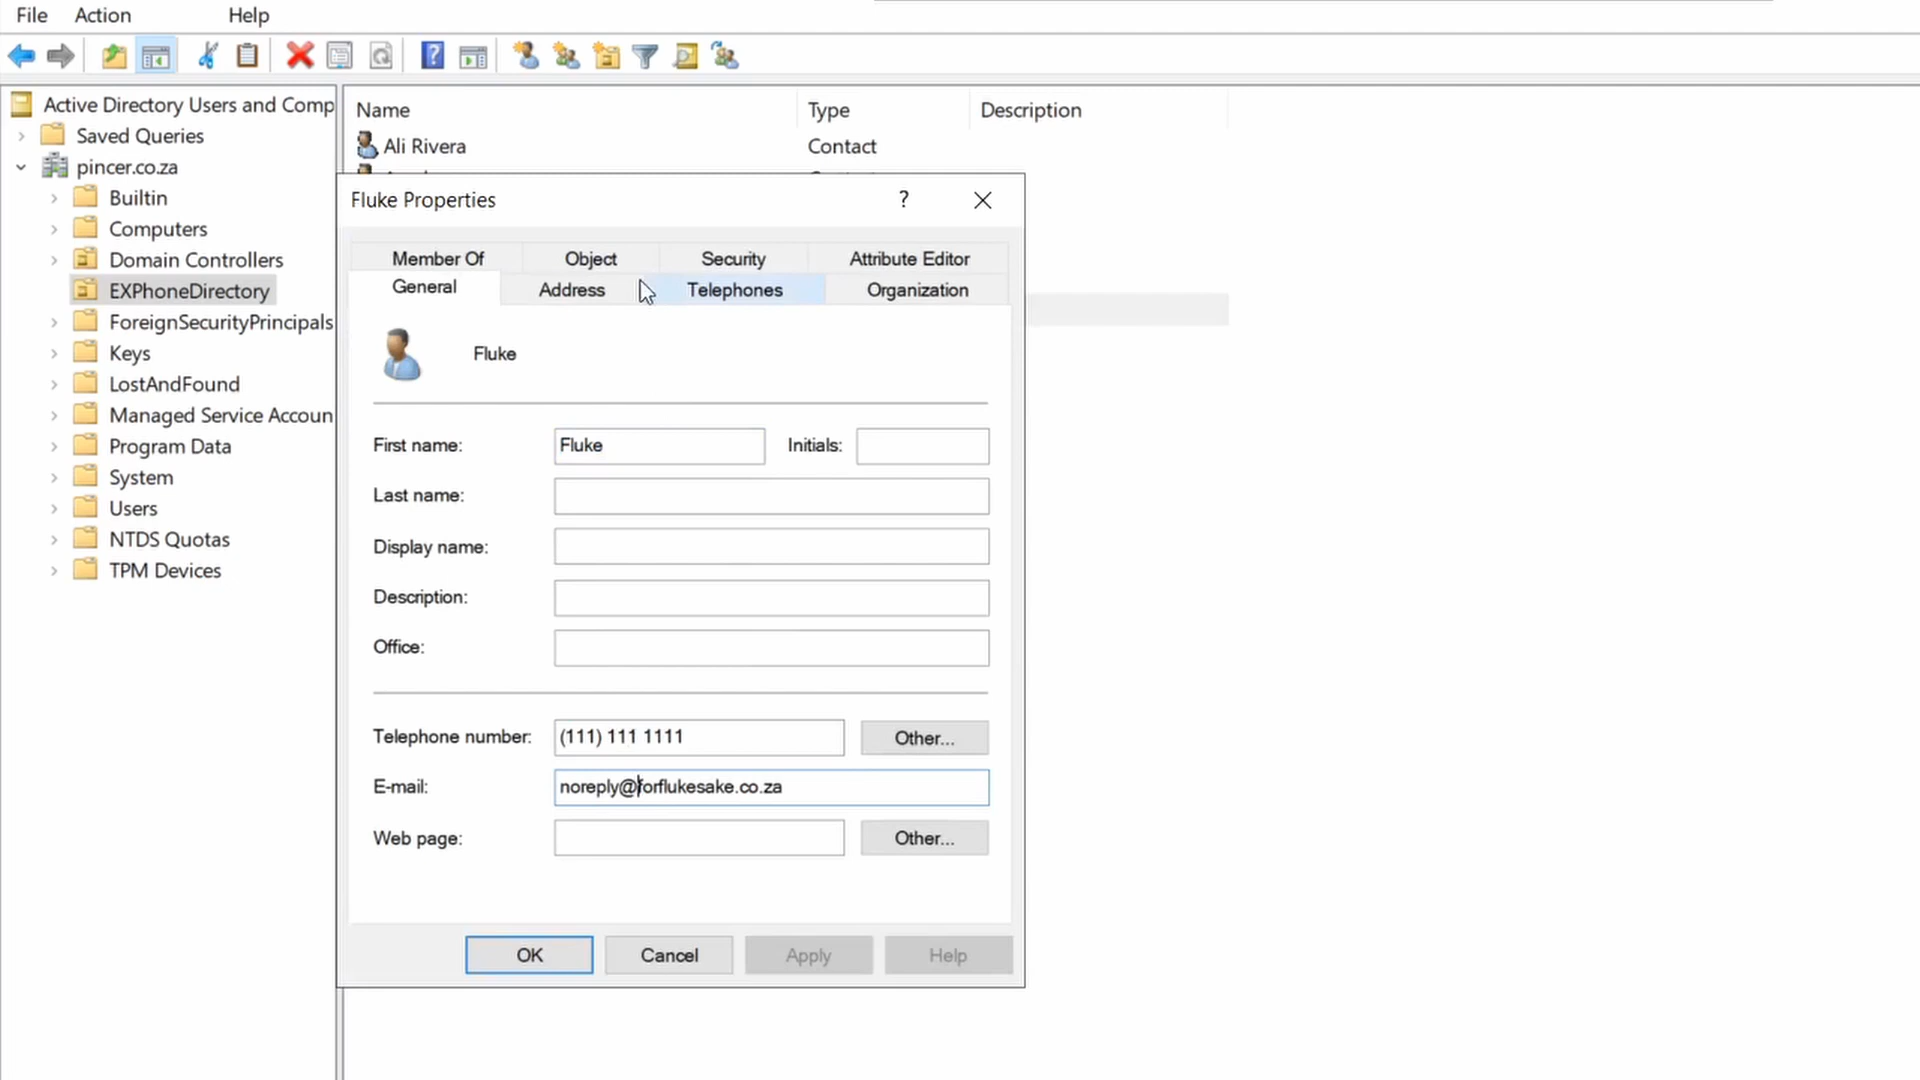 File Action Help
Active Directory Users and Comp
Saved Queries
pincer.co.za
Builtin
Computers
Domain Controllers
EXPhoneDirectory
ForeignSecurityPrincipals
Keys
LostAndFound
Managed Service Accoun
Program Data
System
Users
NTDS Quotas
TPM Devices
Name Type Description
Ali Rivera Contact
Fluke Properties ?
Member Of Object Security Attribute Editor
General Address Telephones Organization
Fluke
First name: Fluke Initials:
Last name:
Display name:
Description:
Office:
Telephone number: (111) 111 1111 Other...
E-mail: noreply@forflukesake.co.za
Web page: Other...
OK Cancel Apply Help